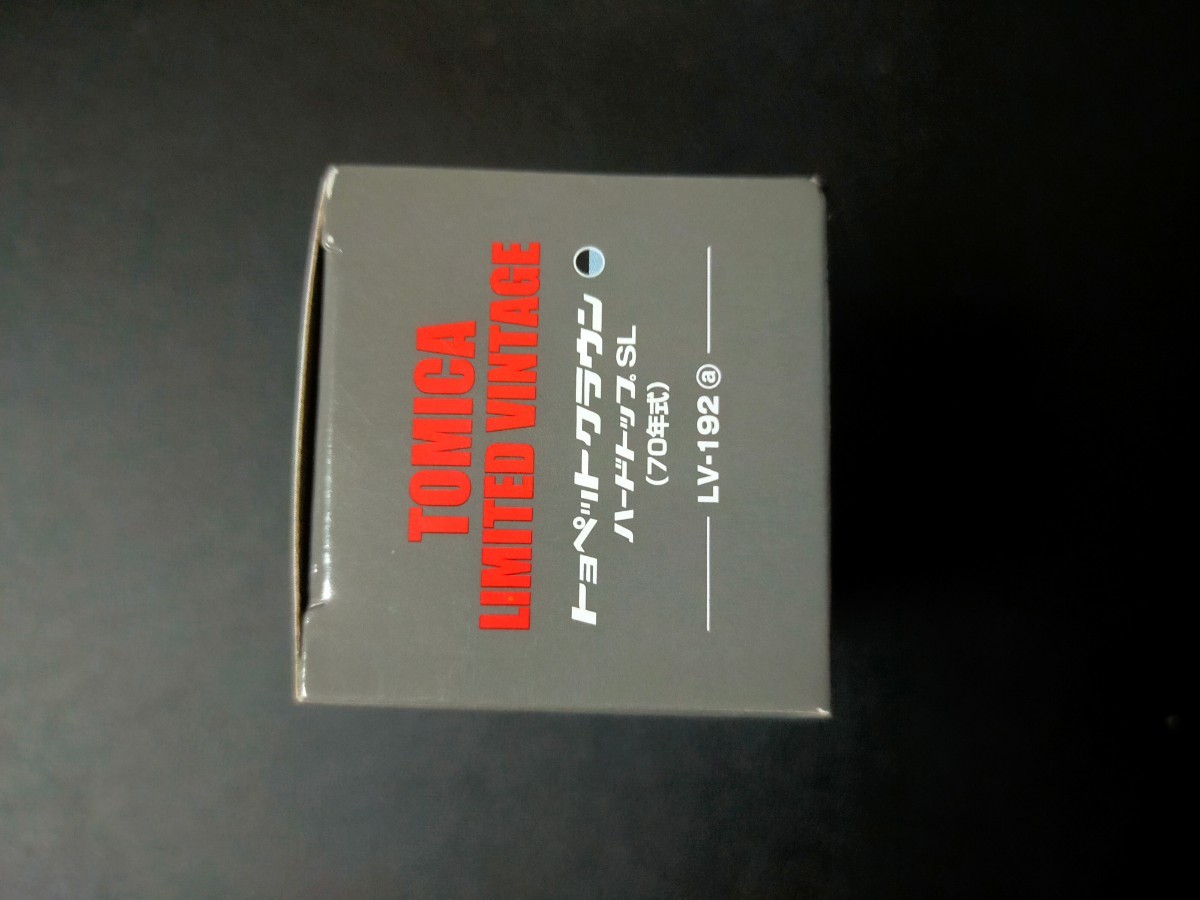 TOMICA
LIMITED VINTAGE
トヨペットクラウン
ハードトップSL
(70年式)
LV-192ⓐ